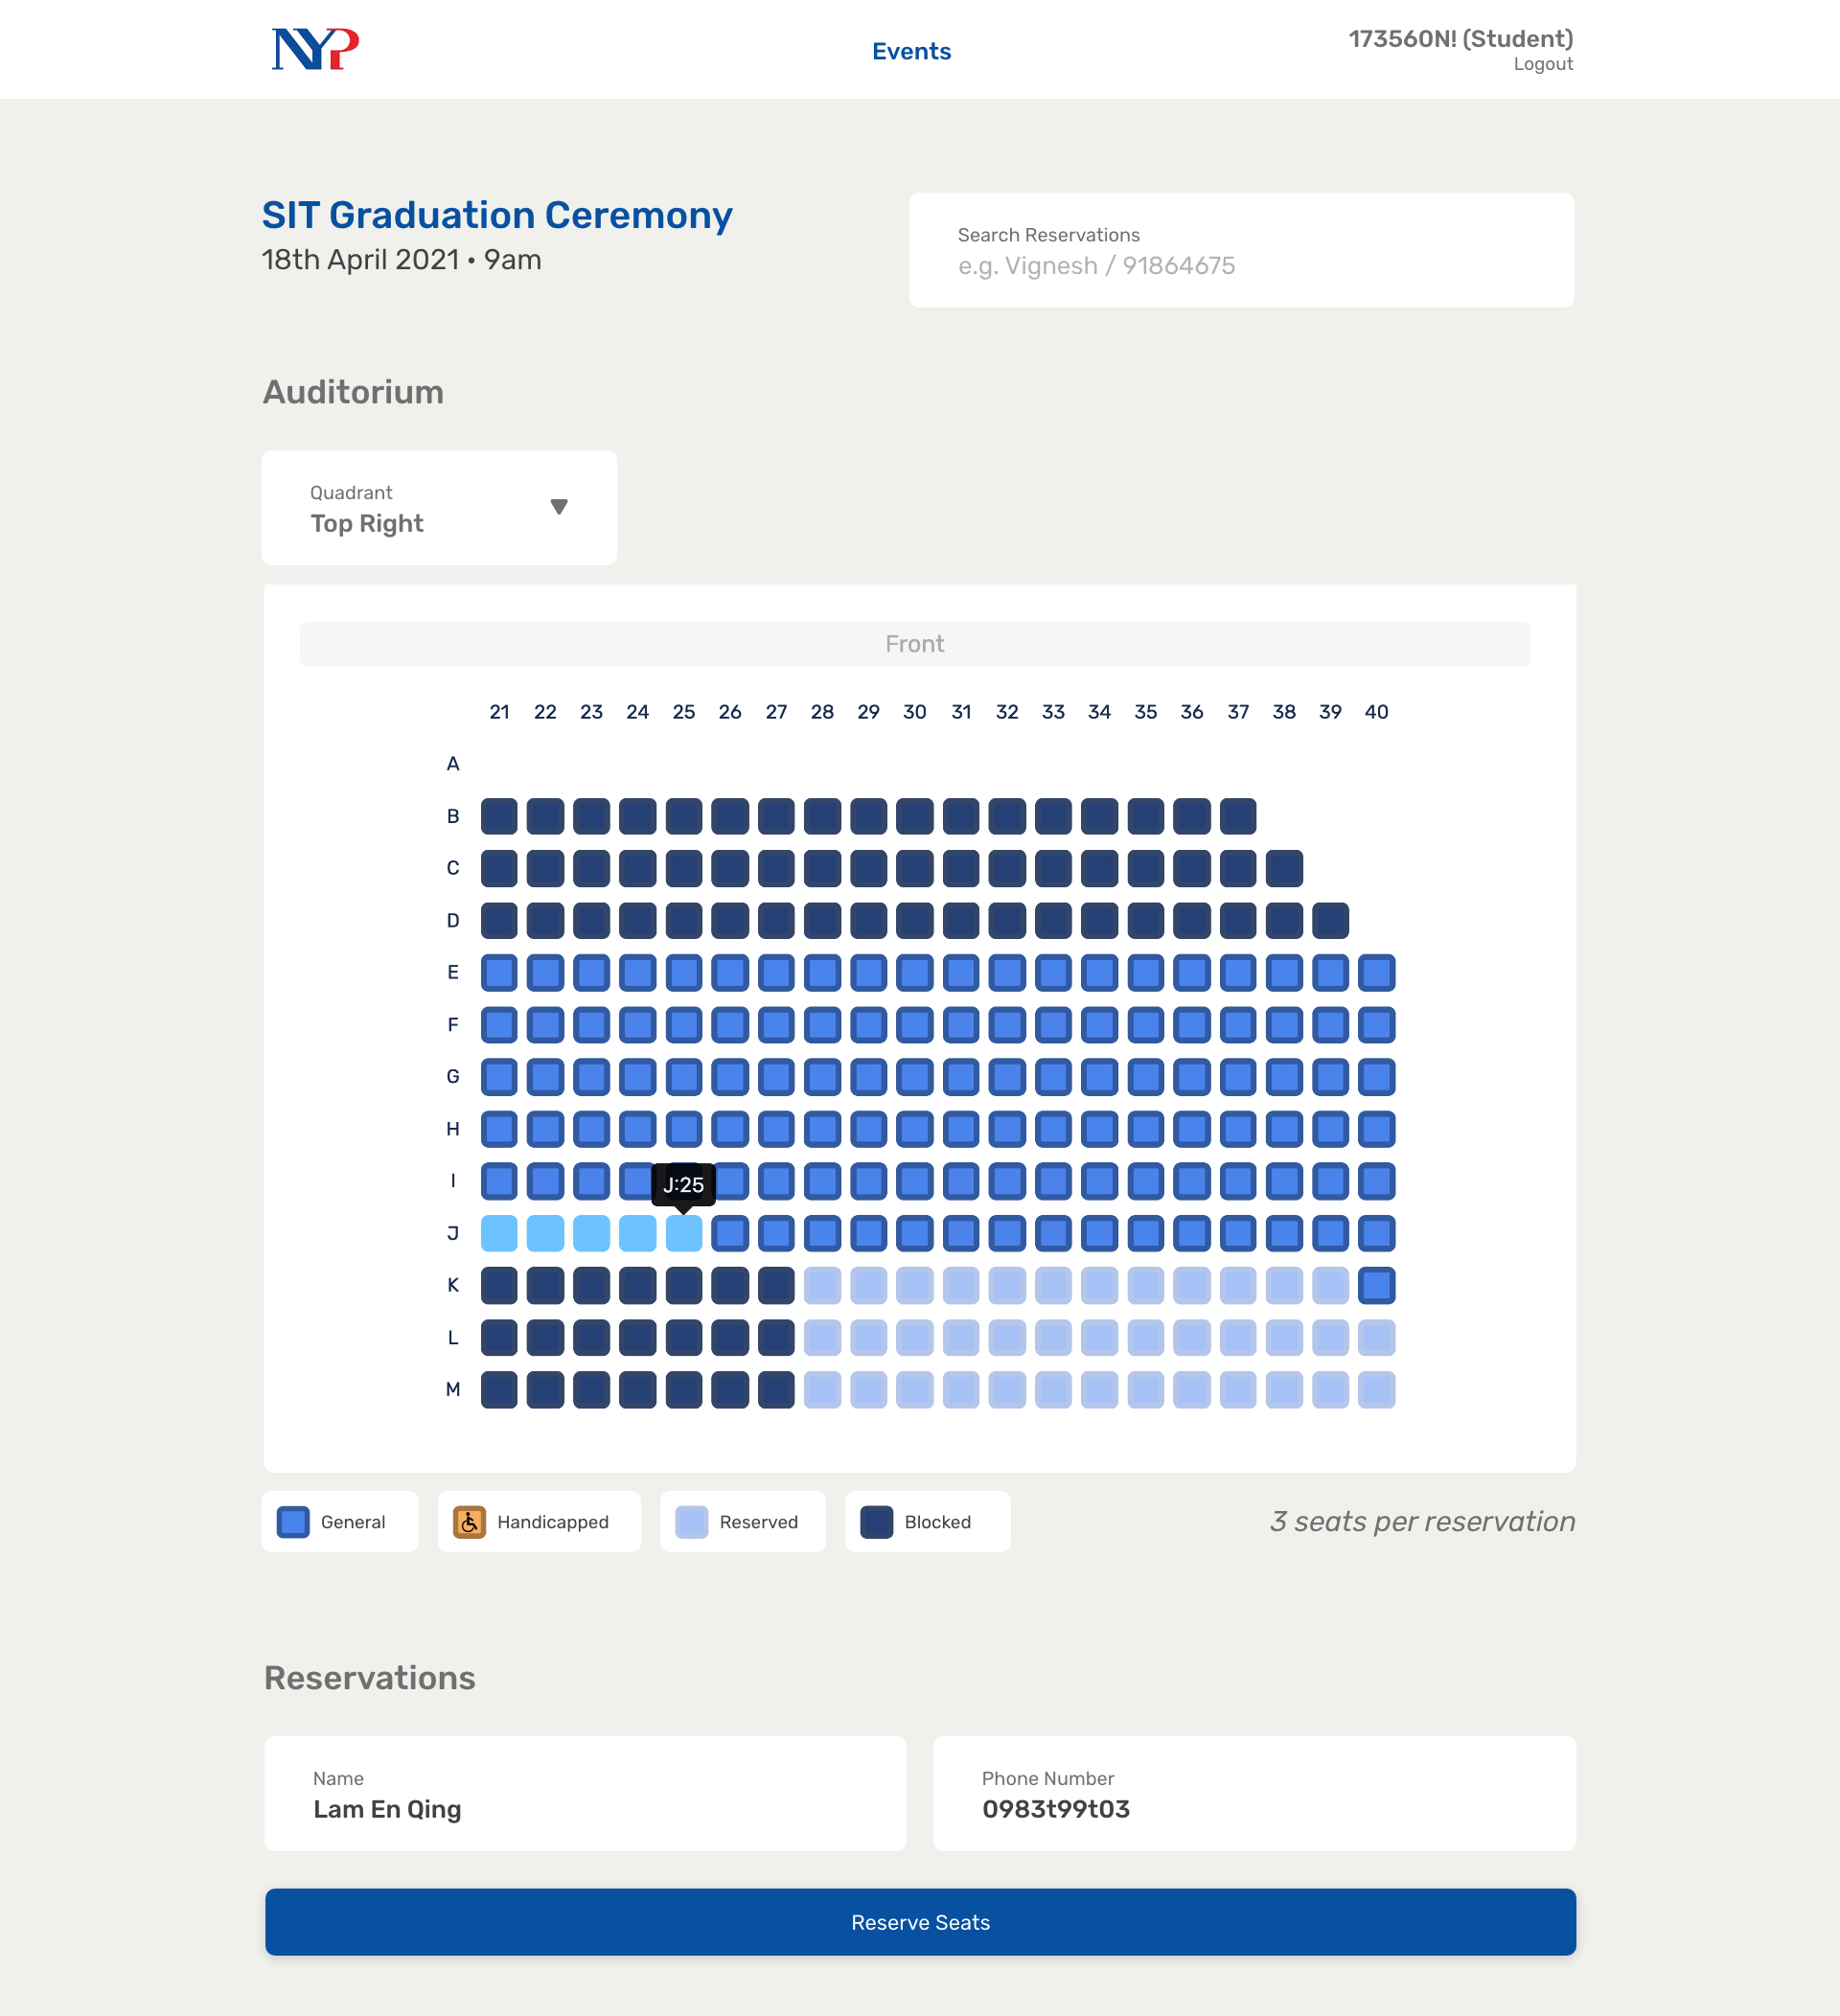 NYP
Events
173560N! (Student)
Logout
SIT Graduation Ceremony
18th April 2021 • 9am
Search Reservations
e.g. Vignesh / 91864675
Auditorium
Quadrant
Top Right
Front
21 22 23 24 25 26 27 28 29 30 31 32 33 34 35 36 37 38 39 40
A
B
C
D
E
F
G
H
I
J:25
J
K
L
M
General
Handicapped
Reserved
Blocked
3 seats per reservation
Reservations
Name
Lam En Qing
Phone Number
0983t99t03
Reserve Seats